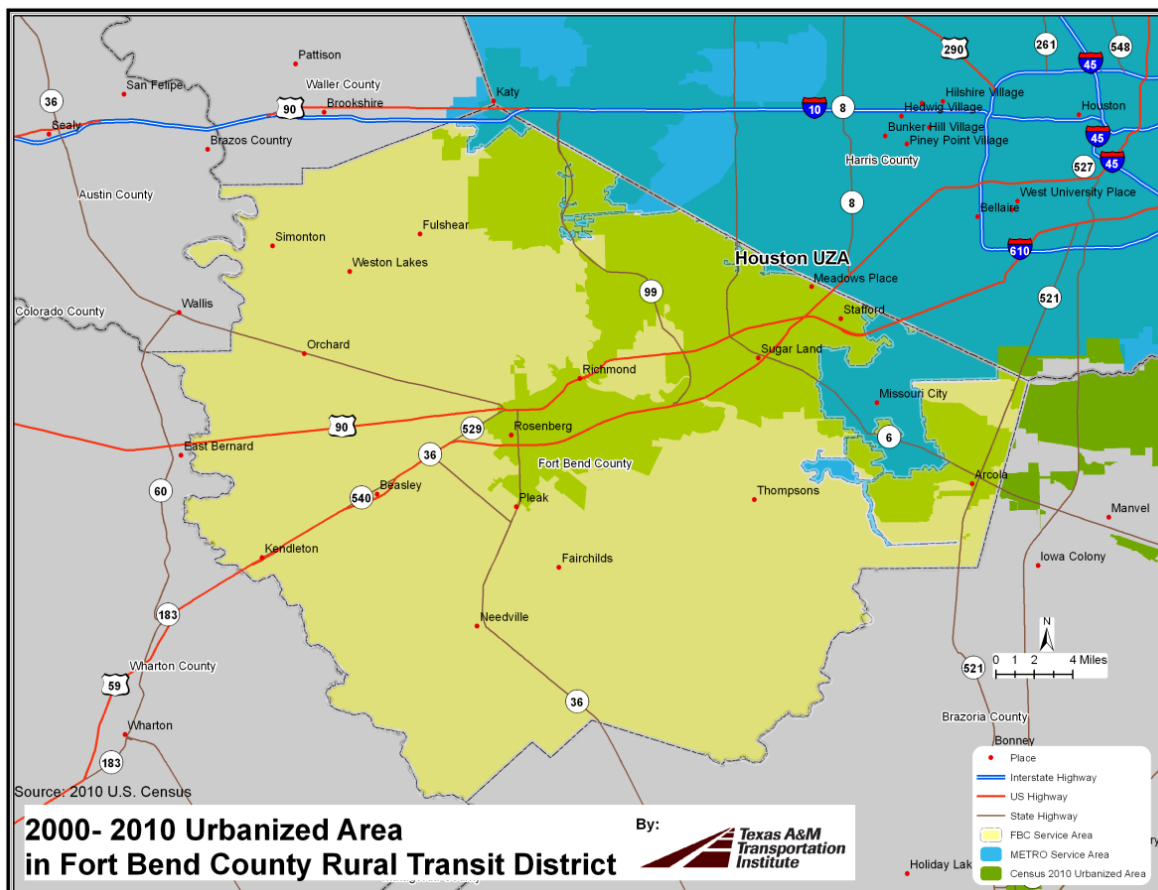 Pattison
San Felipe
Waller County
Katy
36
90
Brookshire
Sealy
Brazos Country
Austin County
290
261
548
45
Hilshire Village
10
8
Hedwig Village
Houston
Bunker Hill Village
45
Piney Point Village
Harris County
527
45
8
West University Place
Bellaire
610
Fulshear
Simonton
Weston Lakes
Houston UZA
Meadows Place
99
521
Wallis
Colorado County
Stafford
Orchard
Sugar Land
Richmond
Missouri City
90
529
Rosenberg
6
36
East Bernard
Fort Bend County
60
540
Beasley
Pleak
Thompsons
Arcola
Manvel
Kendleton
Fairchilds
Iowa Colony
183
Needville
N
0 1 2 4 Miles
Wharton County
521
59
36
Brazoria County
Wharton
Bonney
183
Place
Interstate Highway
US Highway
State Highway
FBC Service Area
METRO Service Area
Census 2010 Urbanized Area
Source: 2010 U.S. Census
2000- 2010 Urbanized Area
in Fort Bend County Rural Transit District
By:
Texas A&M
Transportation
Institute
Holiday Lak